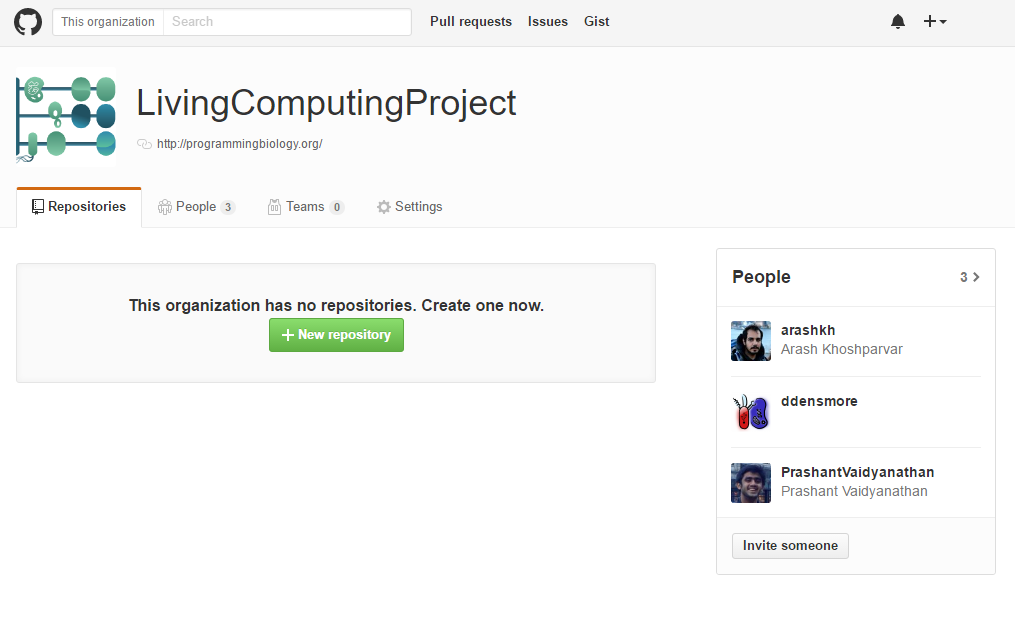 This organization Search Pull requests Issues Gist
LivingComputingProject
http://programmingbiology.org/
Repositories People 3 Teams 0 Settings
This organization has no repositories. Create one now.
New repository
People 3
arashkh
Arash Khoshparvar
ddensmore
PrashantVaidyanathan
Prashant Vaidyanathan
Invite someone